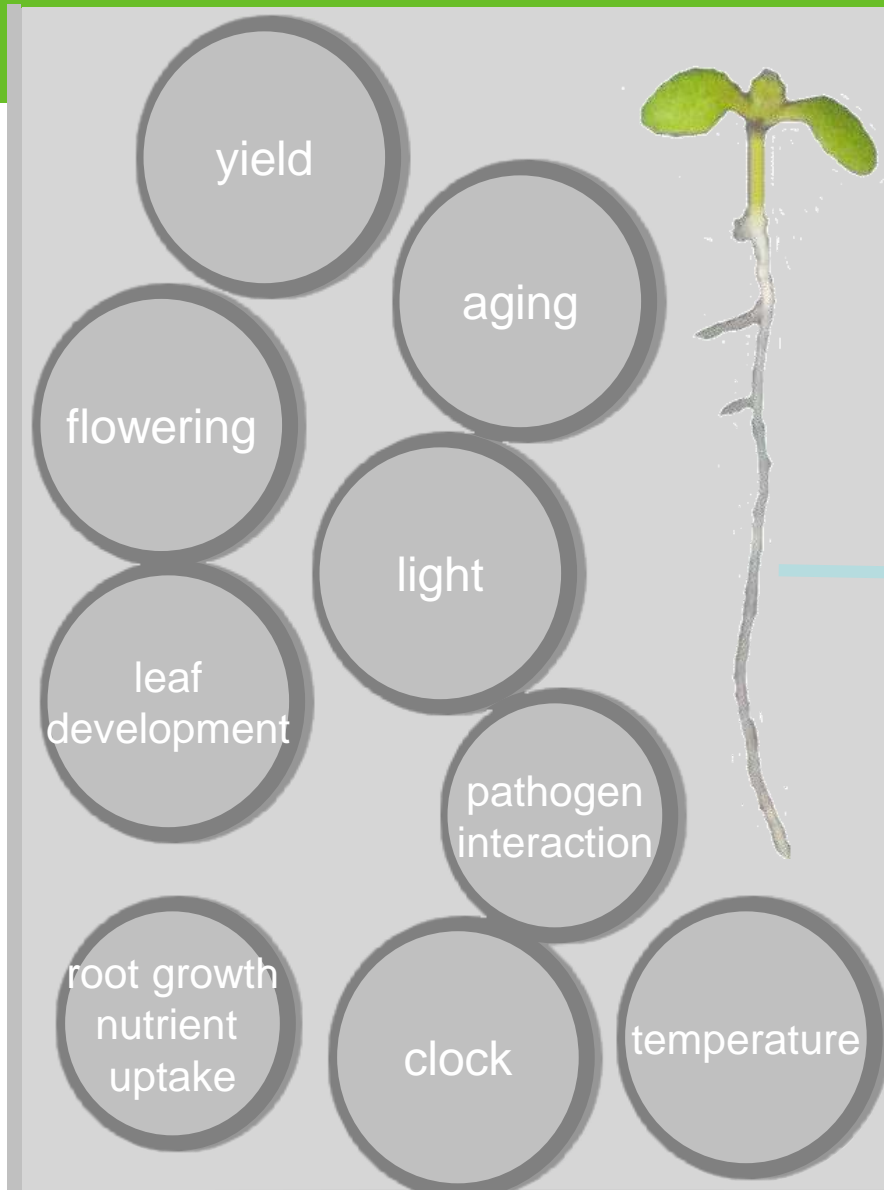 yield
aging
flowering
light
leaf
development
pathogen
interaction
root growth
nutrient
uptake
clock
temperature